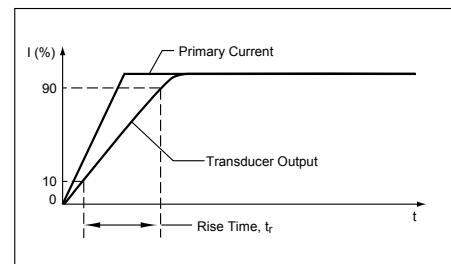 I (%)
Primary Current
90
Transducer Output
10
0
t
Rise Time, tr